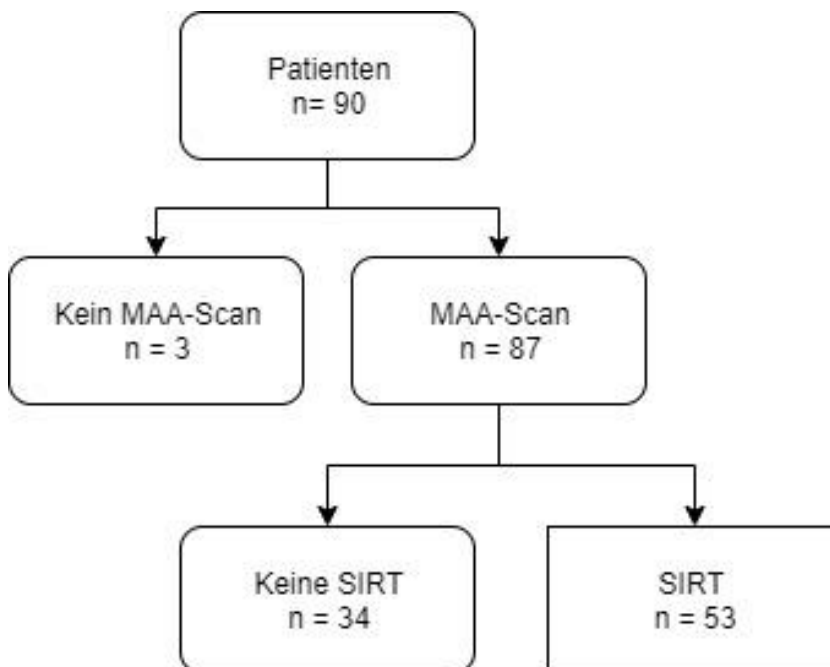 Patienten
n= 90
Kein MAA-Scan
n = 3
MAA-Scan
n = 87
Keine SIRT
n = 34
SIRT
n = 53